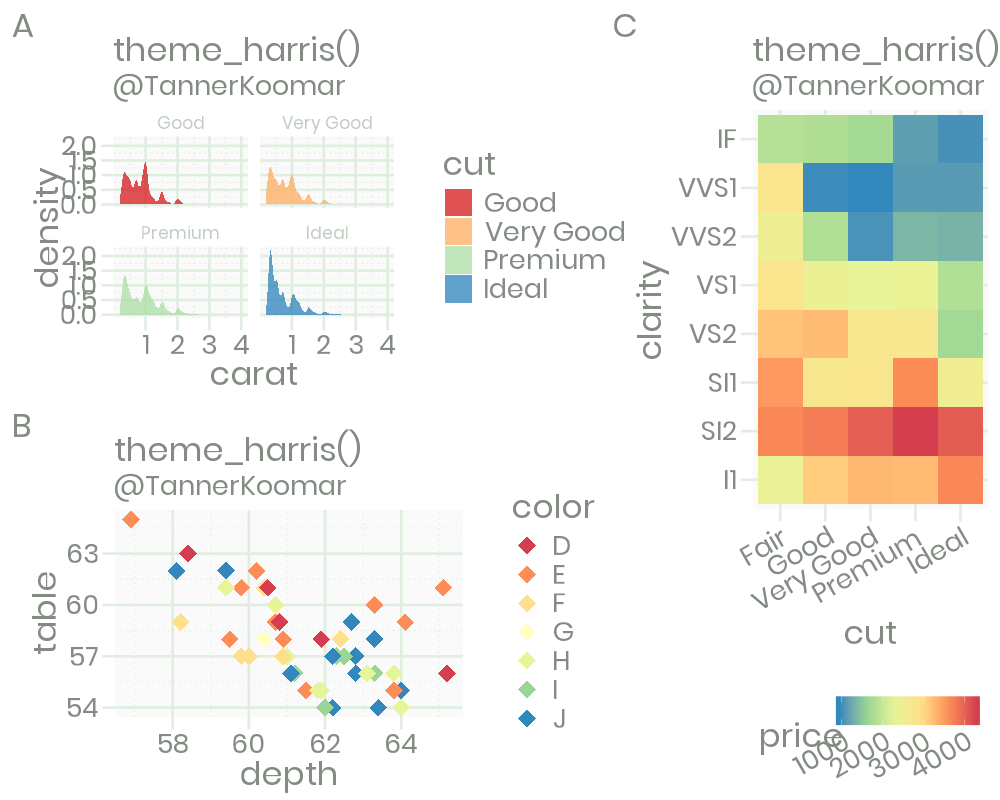 A
theme_harris()
@TannerKoomar
Good
Very Good
density
2.0
1.5
1.0
0.5
0.0
Premium
Ideal
2.0
1.5
1.0
0.5
0.0
1 2 3 4
1 2 3 4
carat
cut
Good
Very Good
Premium
Ideal
B
theme_harris()
@TannerKoomar
table
63
60
57
54
58 60 62 64
depth
color
D
E
F
G
H
I
J
C
theme_harris()
@TannerKoomar
clarity
IF
VVS1
VVS2
VS1
VS2
SI1
SI2
I1
Fair
Good
Very Good
Premium
Ideal
cut
price
1000
2000
3000
4000